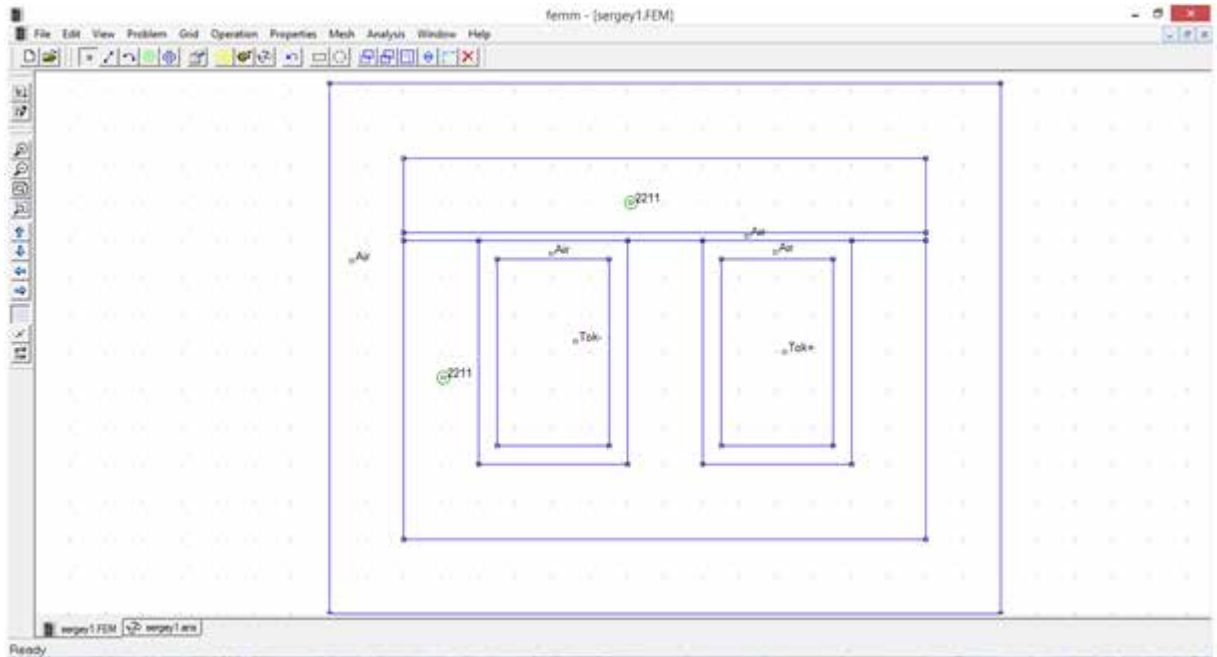 femm - [sergey1.FEM]
File Edit View Problem Grid Operation Properties Mesh Analysis Window Help
2211
Air
Air
Air
Air
Tok-
Tok+
2211
sergey1.FEM sergey1.ans
Ready